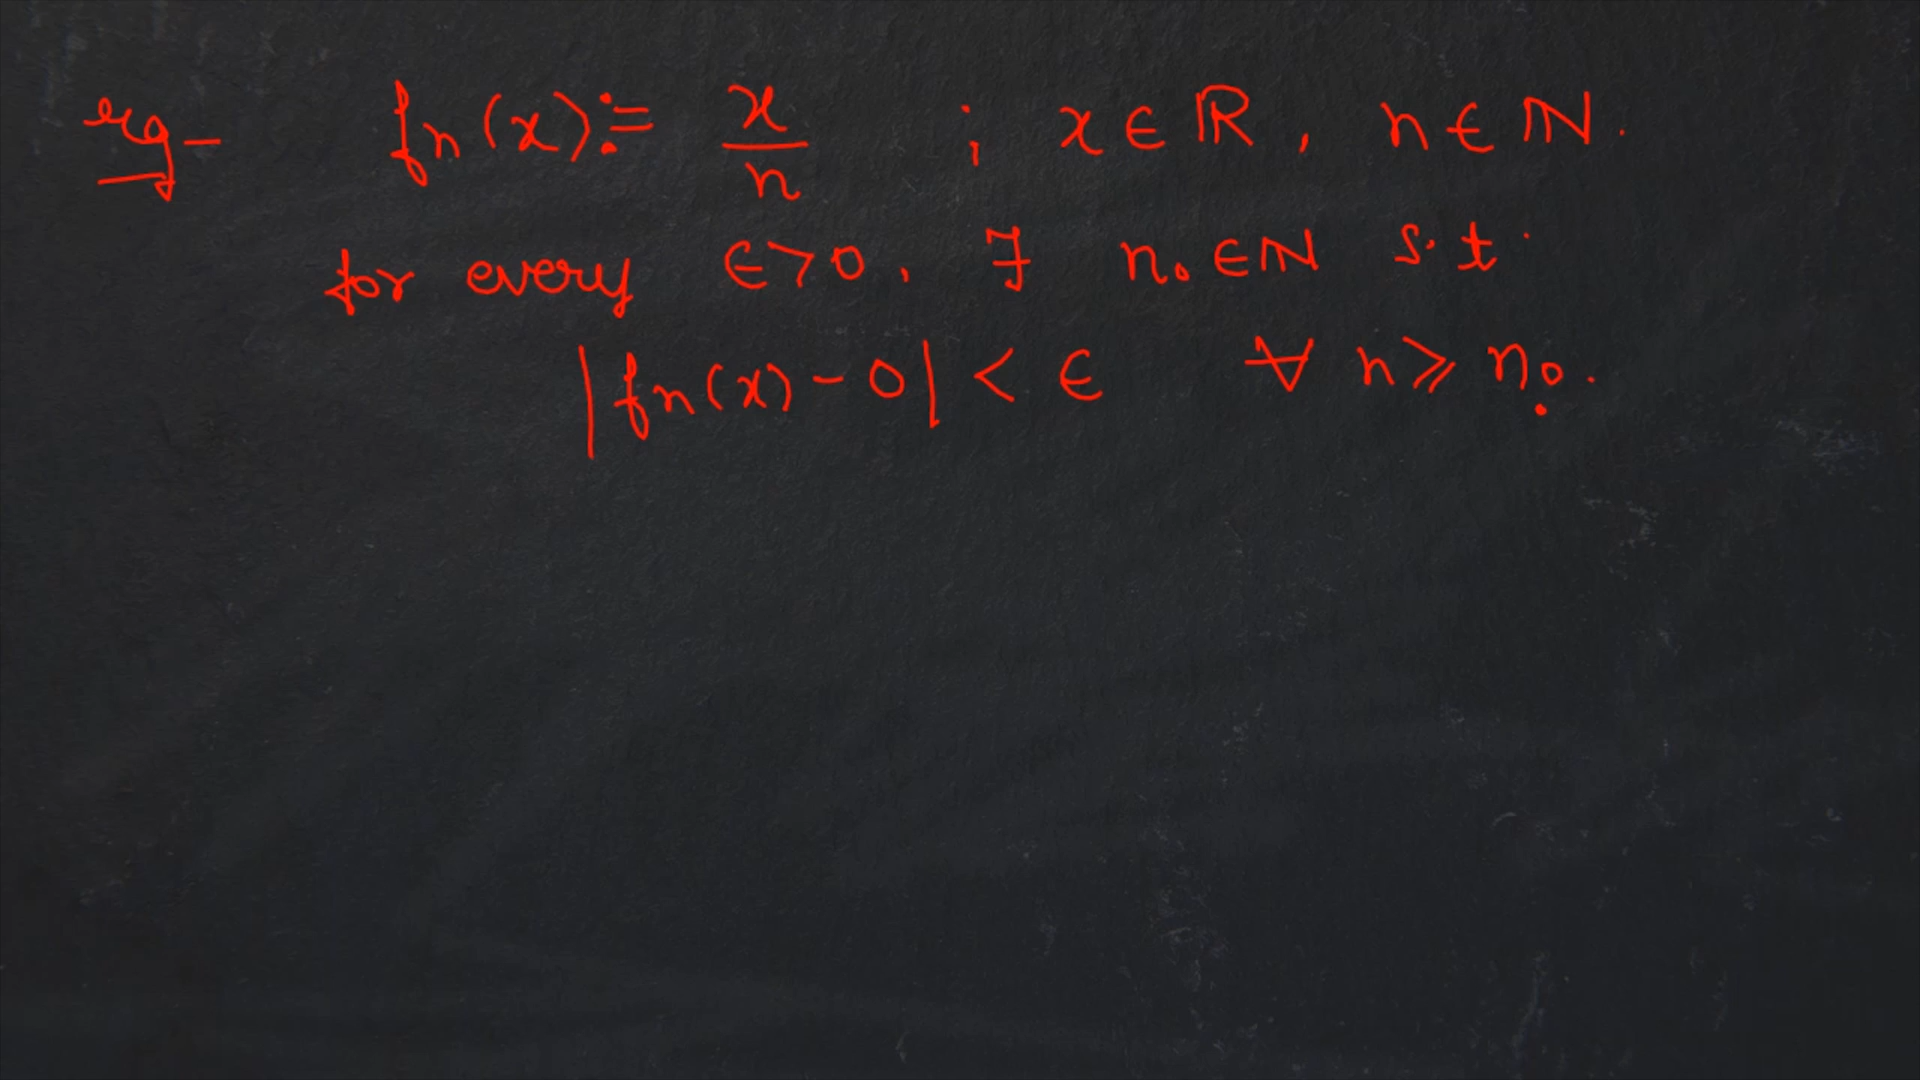 eg- fn(x):= x/n ; x∈ℝ, n∈ℕ.
for every ϵ>0, ∃ n₀∈ℕ s.t.
|fn(x)-0| < ϵ ∀ n⩾n₀.